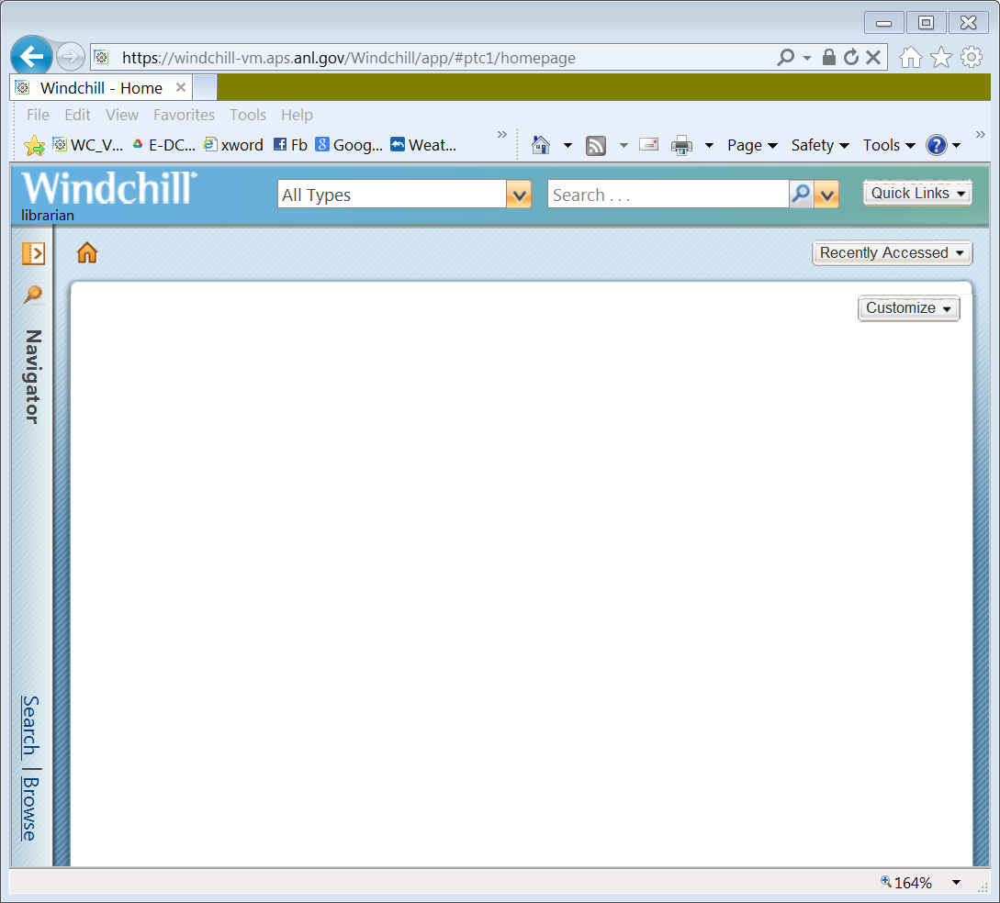 https://windchill-vm.aps.anl.gov/Windchill/app/#ptc1/homepage
Windchill - Home
File Edit View Favorites Tools Help
WC_V... E-DC... xword Fb Goog... Weat... » Page Safety Tools »
Windchill
All Types Search . . . Quick Links
librarian
Recently Accessed
Customize
Navigator
Search | Browse
164%